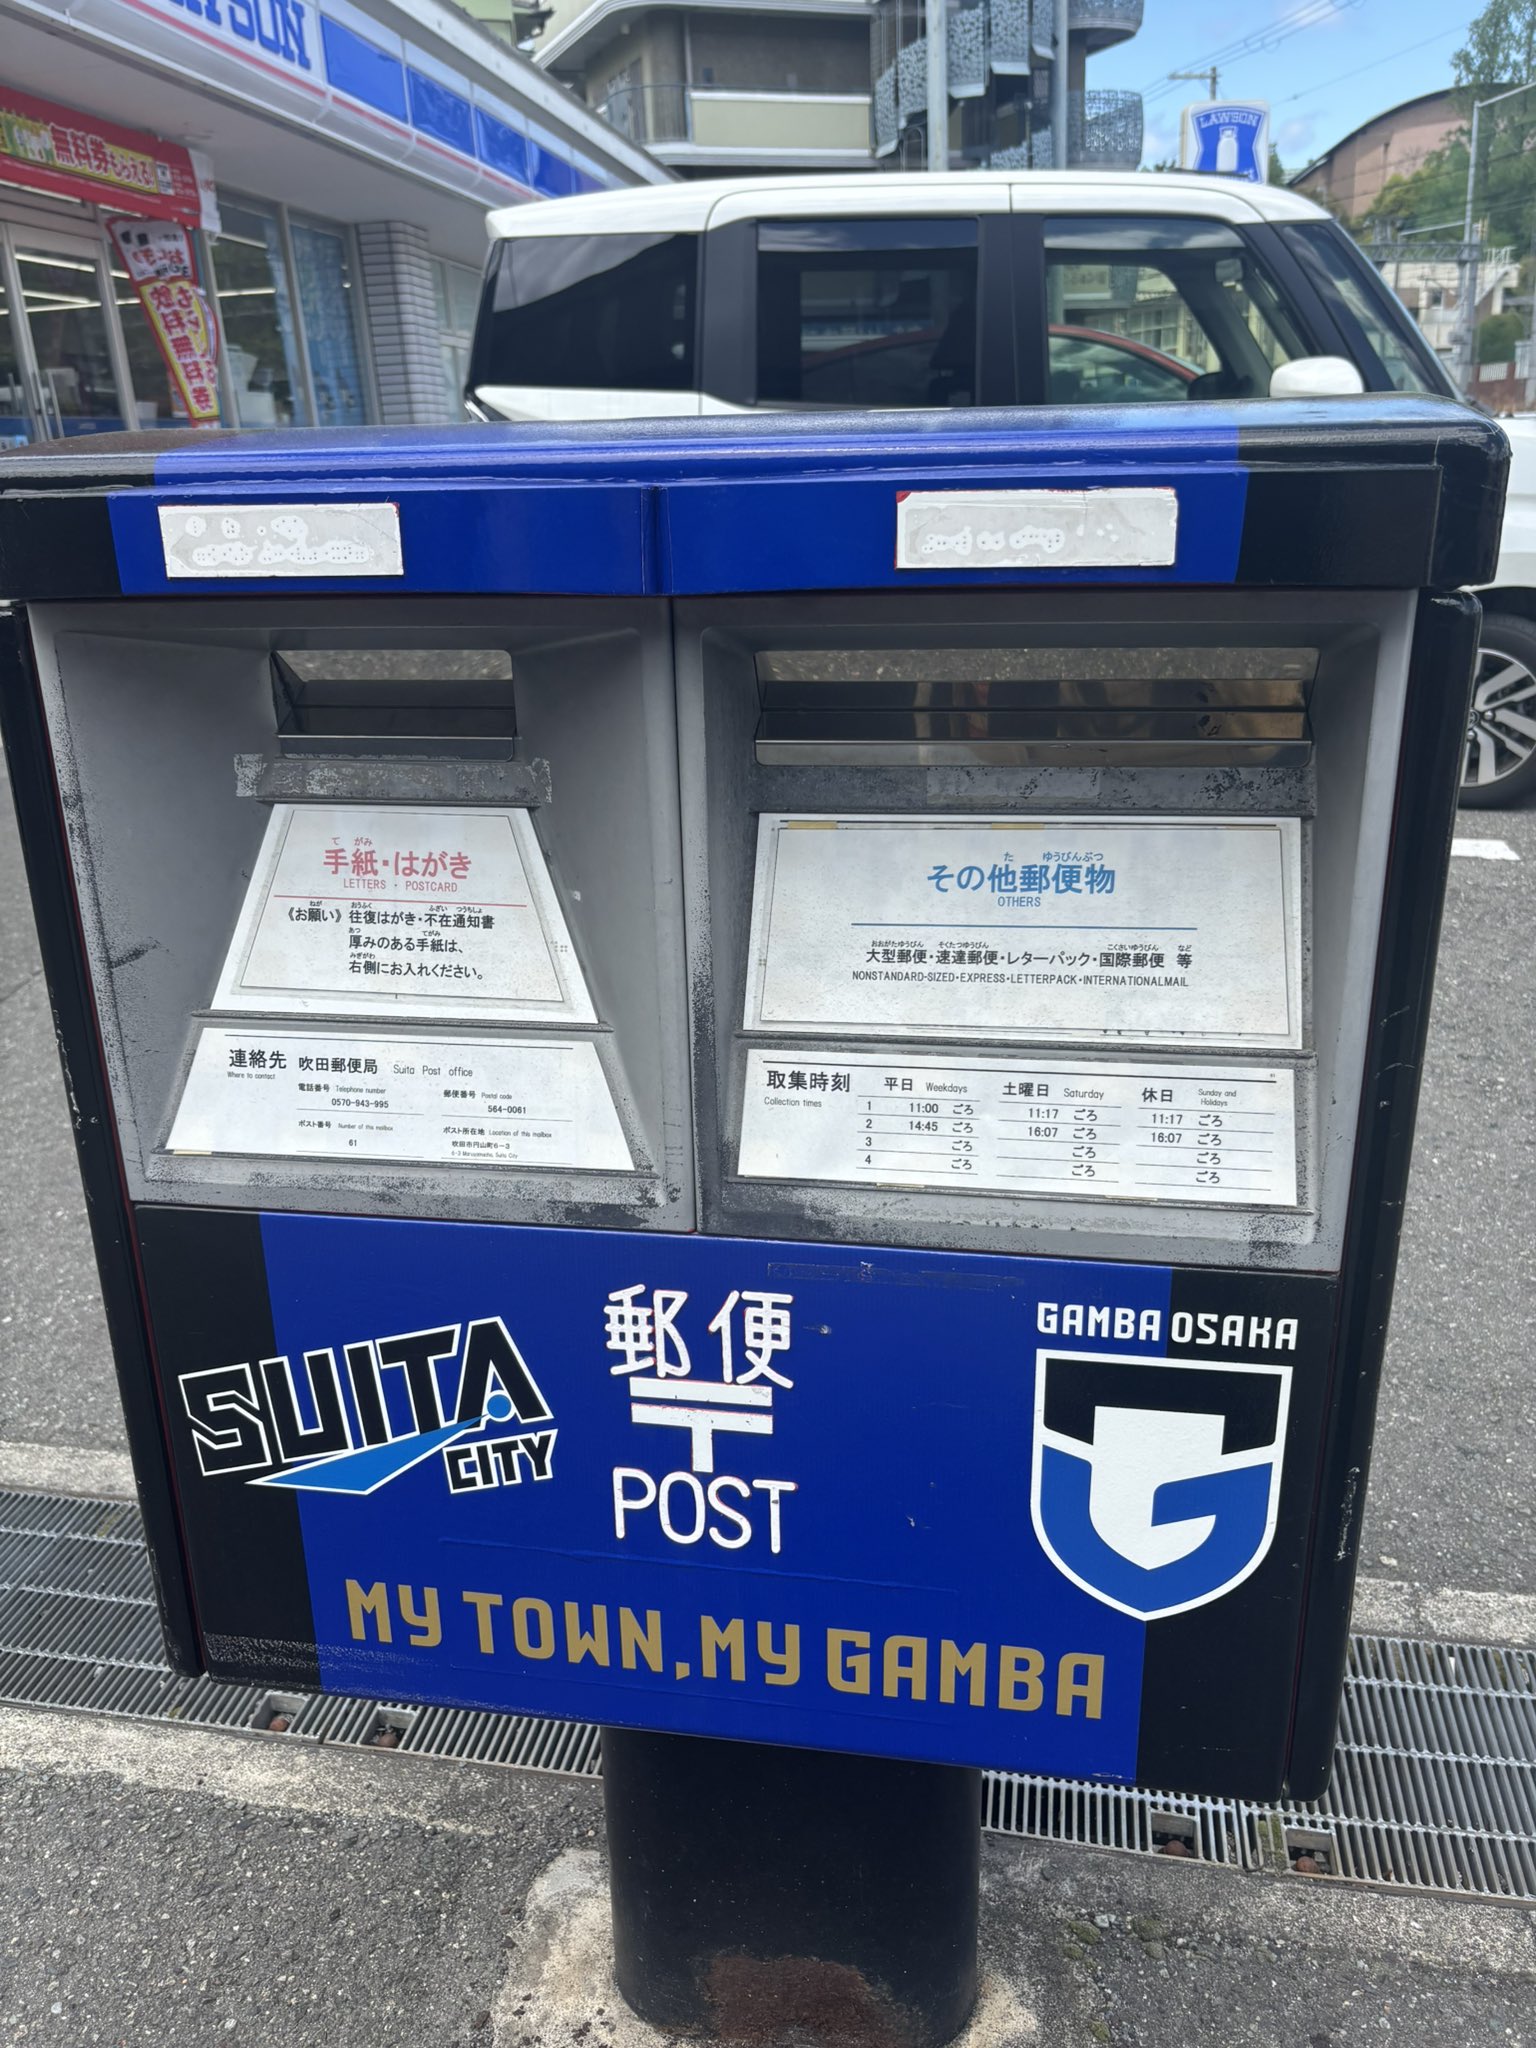 LAWSON
無料券もらえる!
無料券
手紙・はがき
LETTERS・POSTCARD
《お願い》往復はがき・不在通知書
厚みのある手紙は、
右側にお入れください。
その他郵便物
OTHERS
大型郵便・速達郵便・レターパック・国際郵便 等
NONSTANDARD-SIZED・EXPRESS・LETTERPACK・INTERNATIONALMAIL
連絡先 吹田郵便局 Suita Post office
Where to contact
電話番号 Telephone number
0570-943-995
郵便番号 Postal code
564-0061
ポスト番号 Number of this mailbox
61
ポスト所在地 Location of this mailbox
吹田市円山町6-3
6-3 Maruyamacho, Suita City
取集時刻 平日 Weekdays 土曜日 Saturday 休日 Sunday and Holidays
Collection times
1 11:00 ごろ 11:17 ごろ 11:17 ごろ
2 14:45 ごろ 16:07 ごろ 16:07 ごろ
3 ごろ ごろ ごろ
4 ごろ ごろ ごろ
SUITA
CITY
郵便
〒
POST
GAMBA OSAKA
G
MY TOWN, MY GAMBA